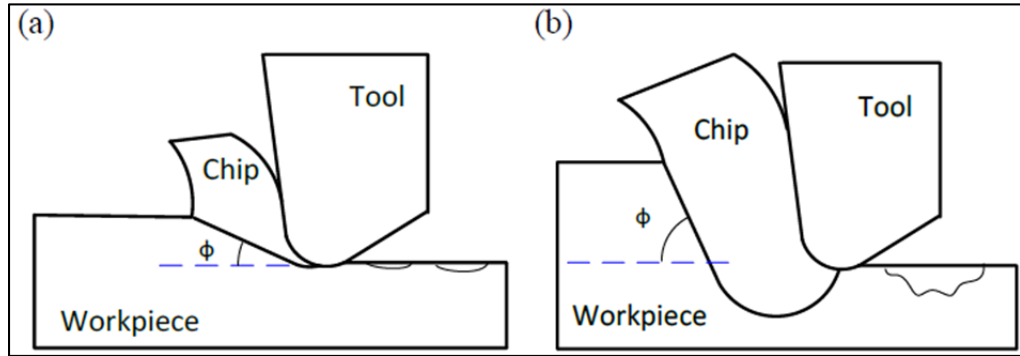 (a)
Tool
Chip
ϕ
Workpiece
(b)
Chip
Tool
ϕ
Workpiece